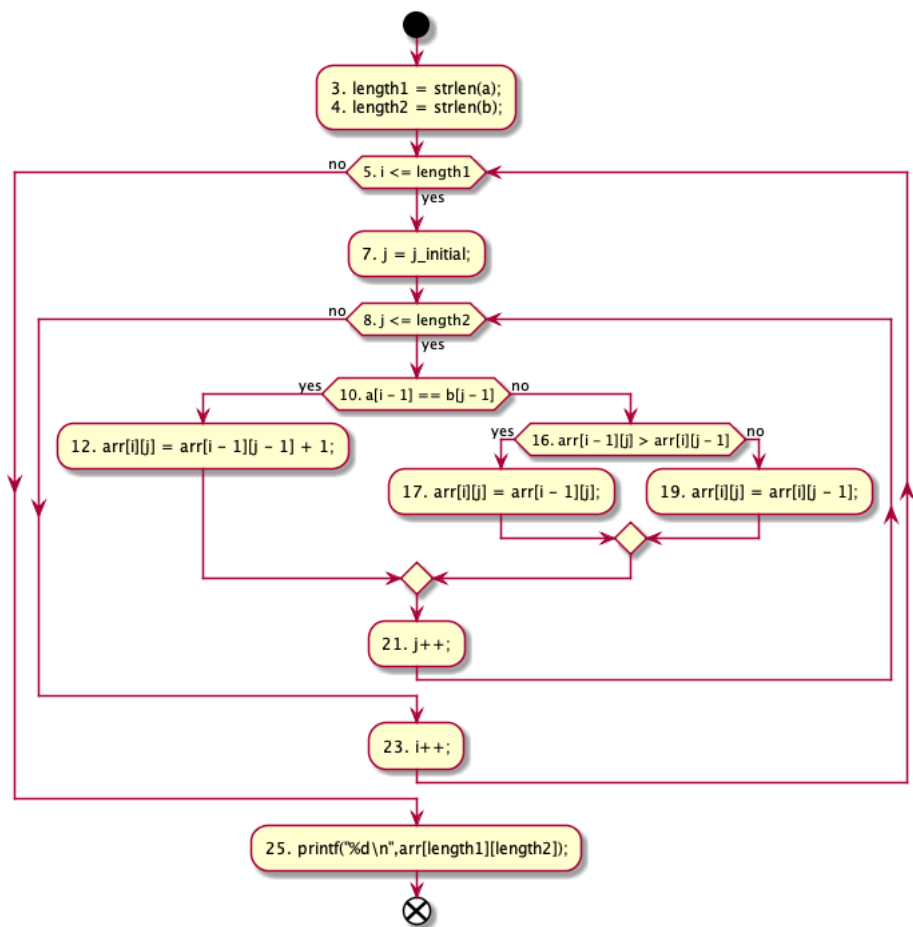 3. length1 = strlen(a);
4. length2 = strlen(b);
no
5. i <= length1
yes
7. j = j_initial;
no
8. j <= length2
yes
yes
10. a[i - 1] == b[j - 1]
no
12. arr[i][j] = arr[i - 1][j - 1] + 1;
yes
16. arr[i - 1][j] > arr[i][j - 1]
no
17. arr[i][j] = arr[i - 1][j];
19. arr[i][j] = arr[i][j - 1];
21. j++;
23. i++;
25. printf("%d\n",arr[length1][length2]);